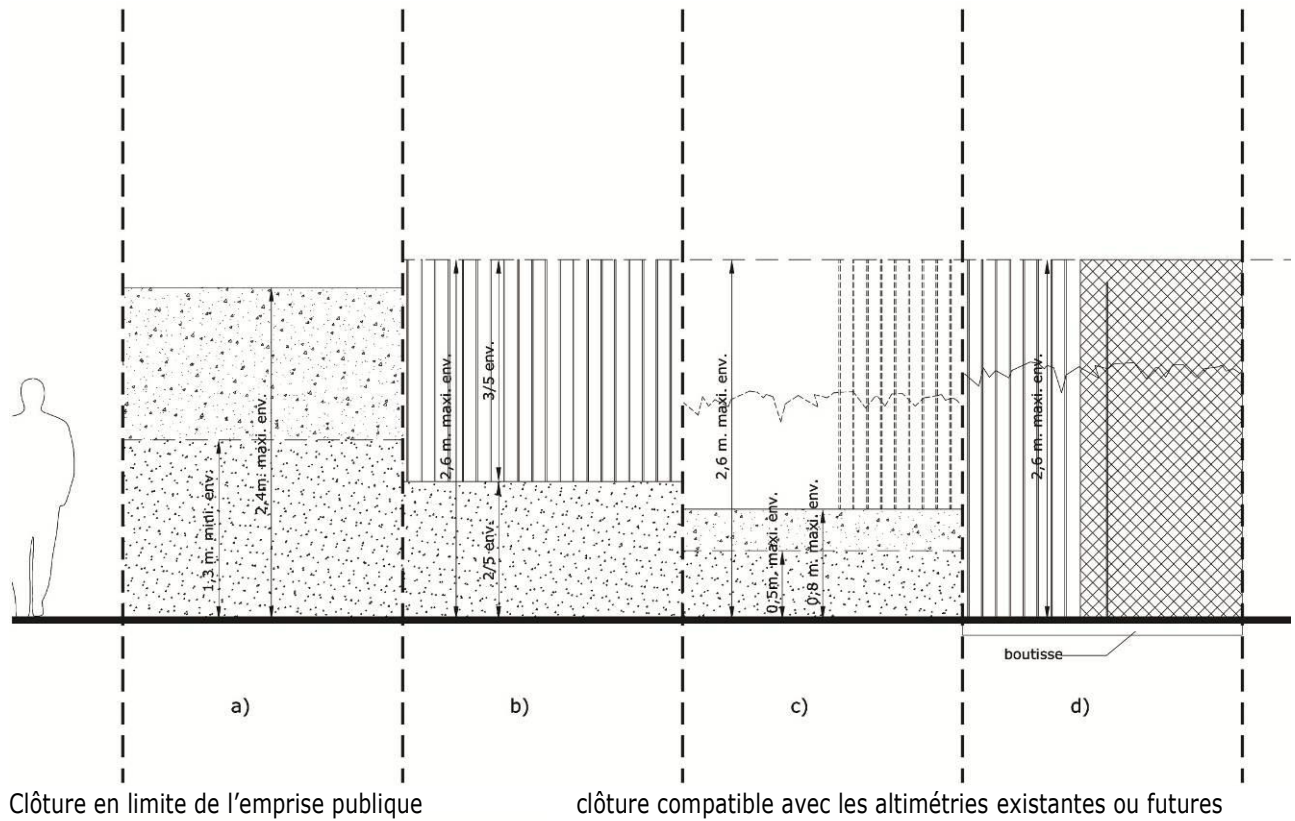 1,3 m. mini. env.
2,4m. maxi. env.
2,6 m. maxi. env.
3/5 env.
2/5 env.
2,6 m. maxi. env.
0,5m. maxi. env.
0,8 m. maxi. env.
2,6 m. maxi. env.
boutisse
a)
b)
c)
d)
Clôture en limite de l'emprise publique
clôture compatible avec les altimétries existantes ou futures